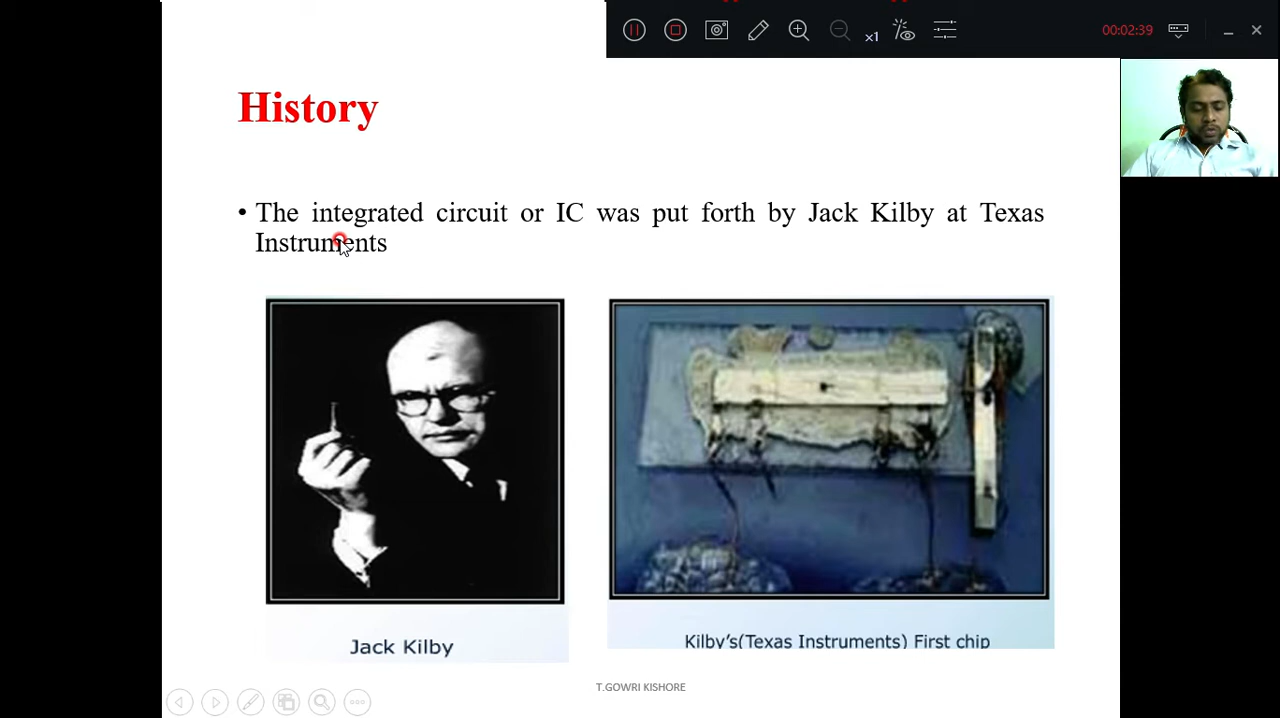 x1
00:02:39
History
• The integrated circuit or IC was put forth by Jack Kilby at Texas
Instruments
Jack Kilby
Kilby's(Texas Instruments) First chip
T.GOWRI KISHORE